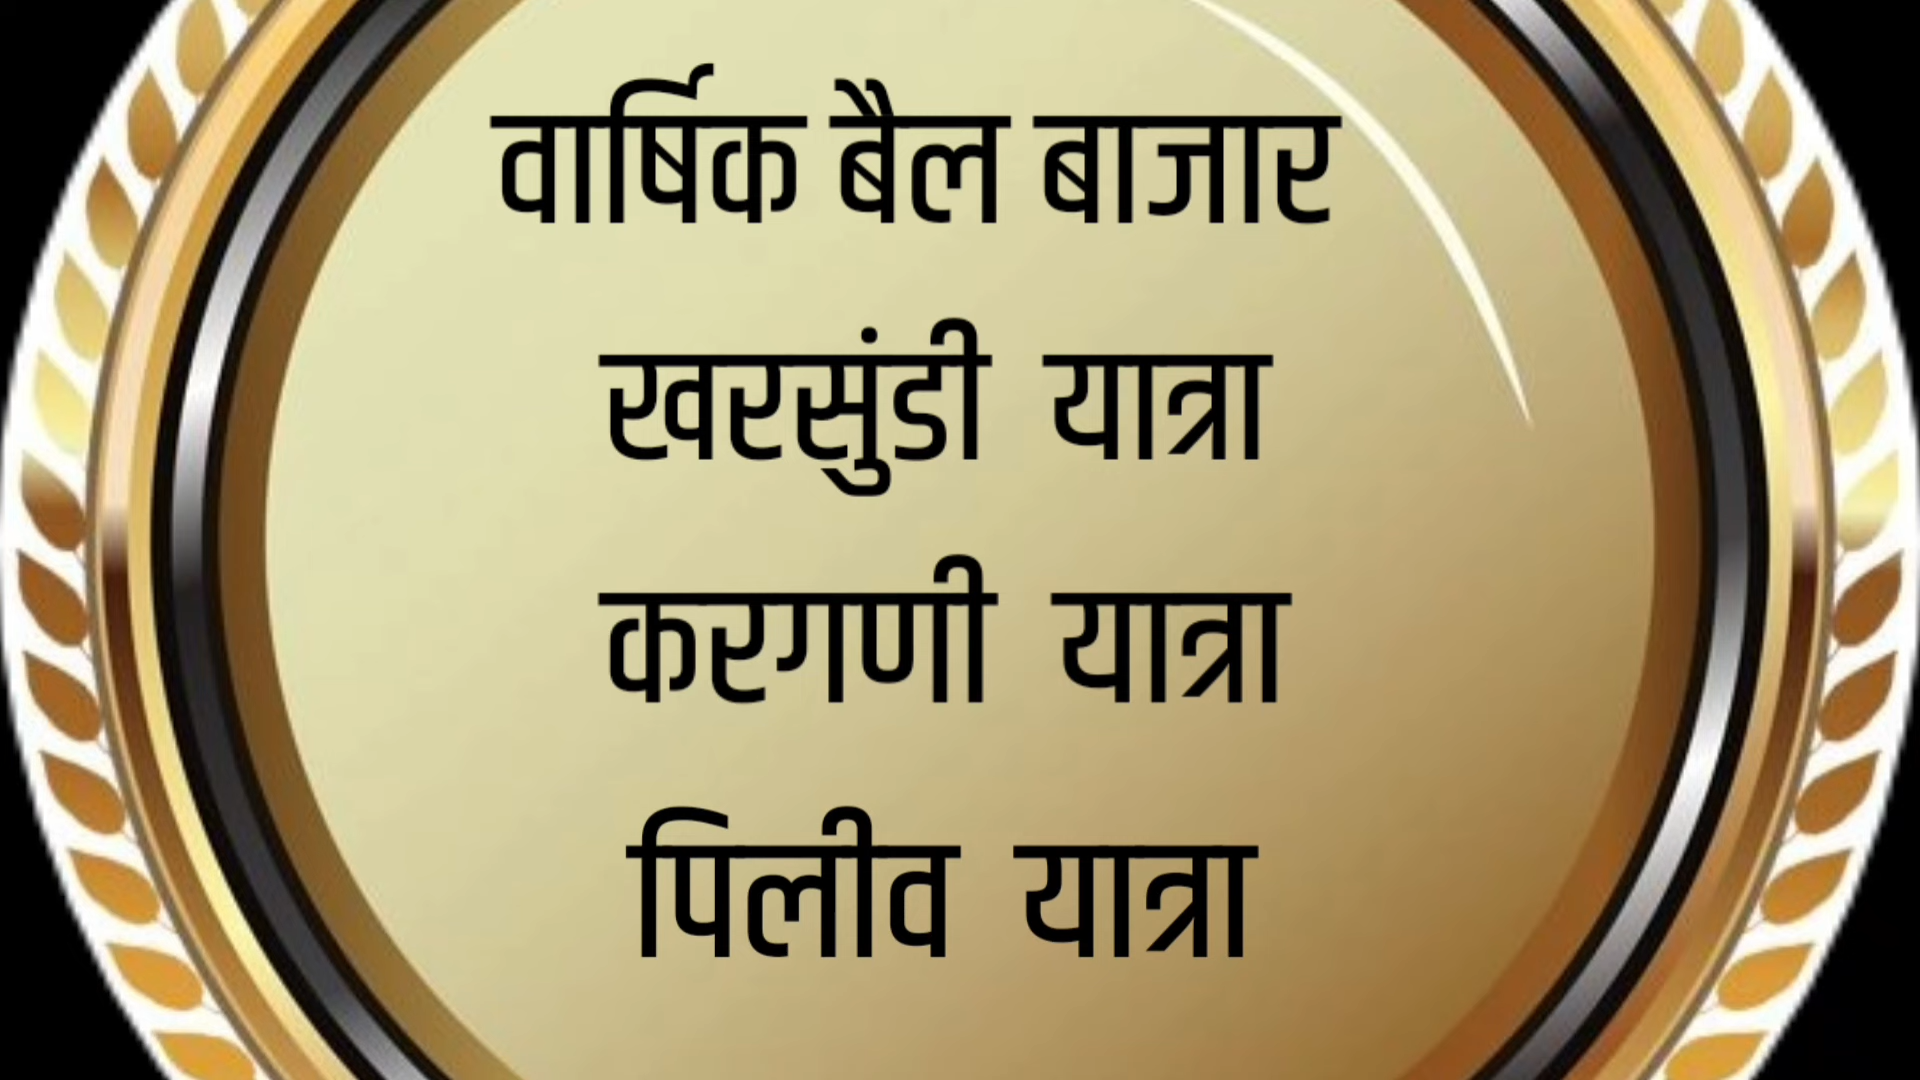 वार्षिक बैल बाजार
खरसुंडी यात्रा
करगणी यात्रा
पिलीव यात्रा